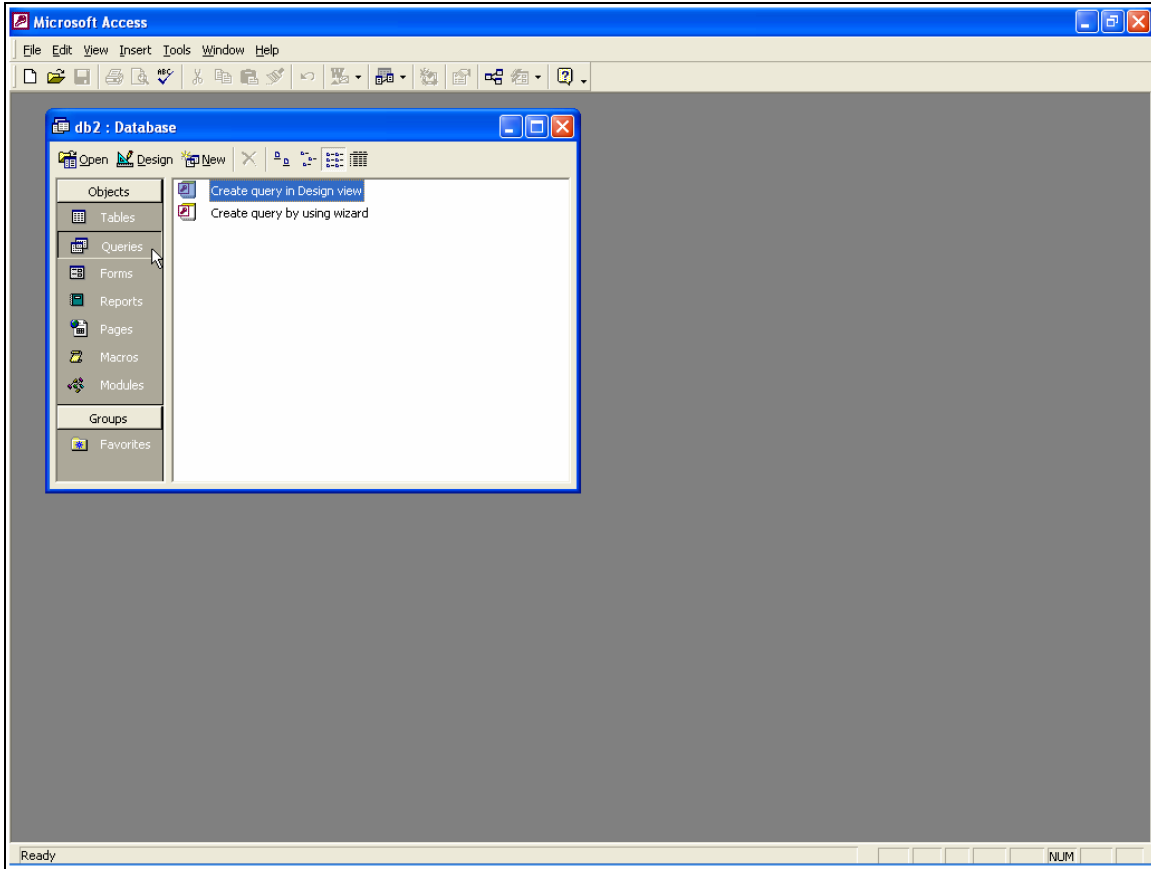 Microsoft Access
File Edit View Insert Tools Window Help
ABC
db2 : Database
Open Design New
Objects
Tables
Queries
Forms
Reports
Pages
Macros
Modules
Groups
Favorites
Create query in Design view
Create query by using wizard
Ready
NUM